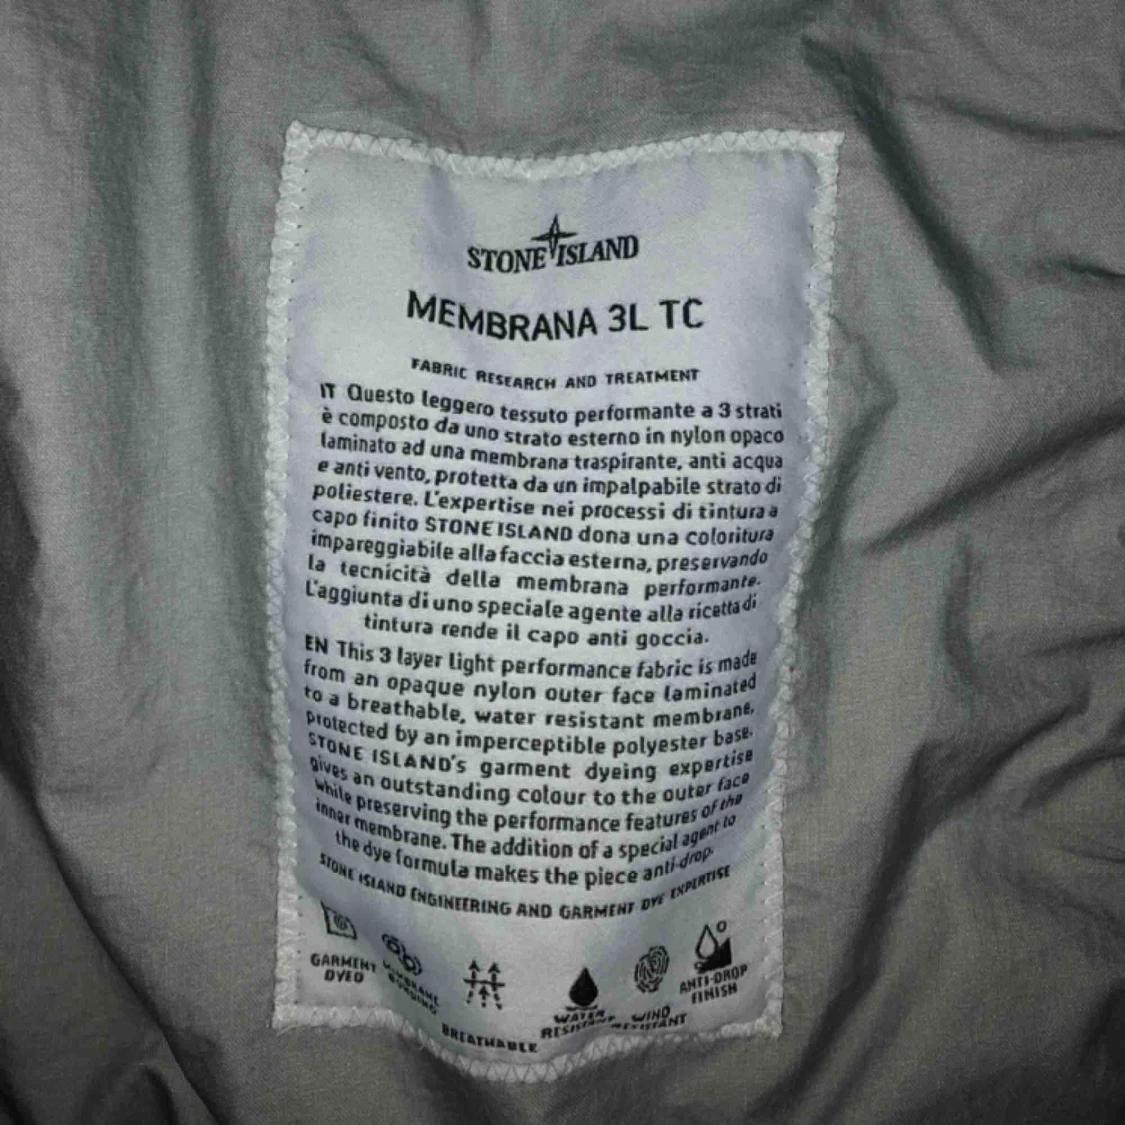 STONE ISLAND
MEMBRANA 3L TC
FABRIC RESEARCH AND TREATMENT
IT Questo leggero tessuto performante a 3 strati
è composto da uno strato esterno in nylon opaco
laminato ad una membrana traspirante, anti acqua
e anti vento, protetta da un impalpabile strato di
poliestere. L'expertise nei processi di tintura a
capo finito STONE ISLAND dona una coloritura
impareggiabile alla faccia esterna, preservando
la tecnicità della membrana performante.
L'aggiunta di uno speciale agente alla ricetta di
tintura rende il capo anti goccia.
EN This 3 layer light performance fabric is made
from an opaque nylon outer face laminated
to a breathable, water resistant membrane,
protected by an imperceptible polyester base.
STONE ISLAND's garment dyeing expertise
gives an outstanding colour to the outer face
while preserving the performance features of the
inner membrane. The addition of a special agent to
the dye formula makes the piece anti-drop.
STONE ISLAND ENGINEERING AND GARMENT DYE EXPERTISE
GARMENT
DYED
MEMBRANE
BONDING
BREATHABLE
WATER
RESISTANT
WIND
RESISTANT
ANTI-DROP
FINISH